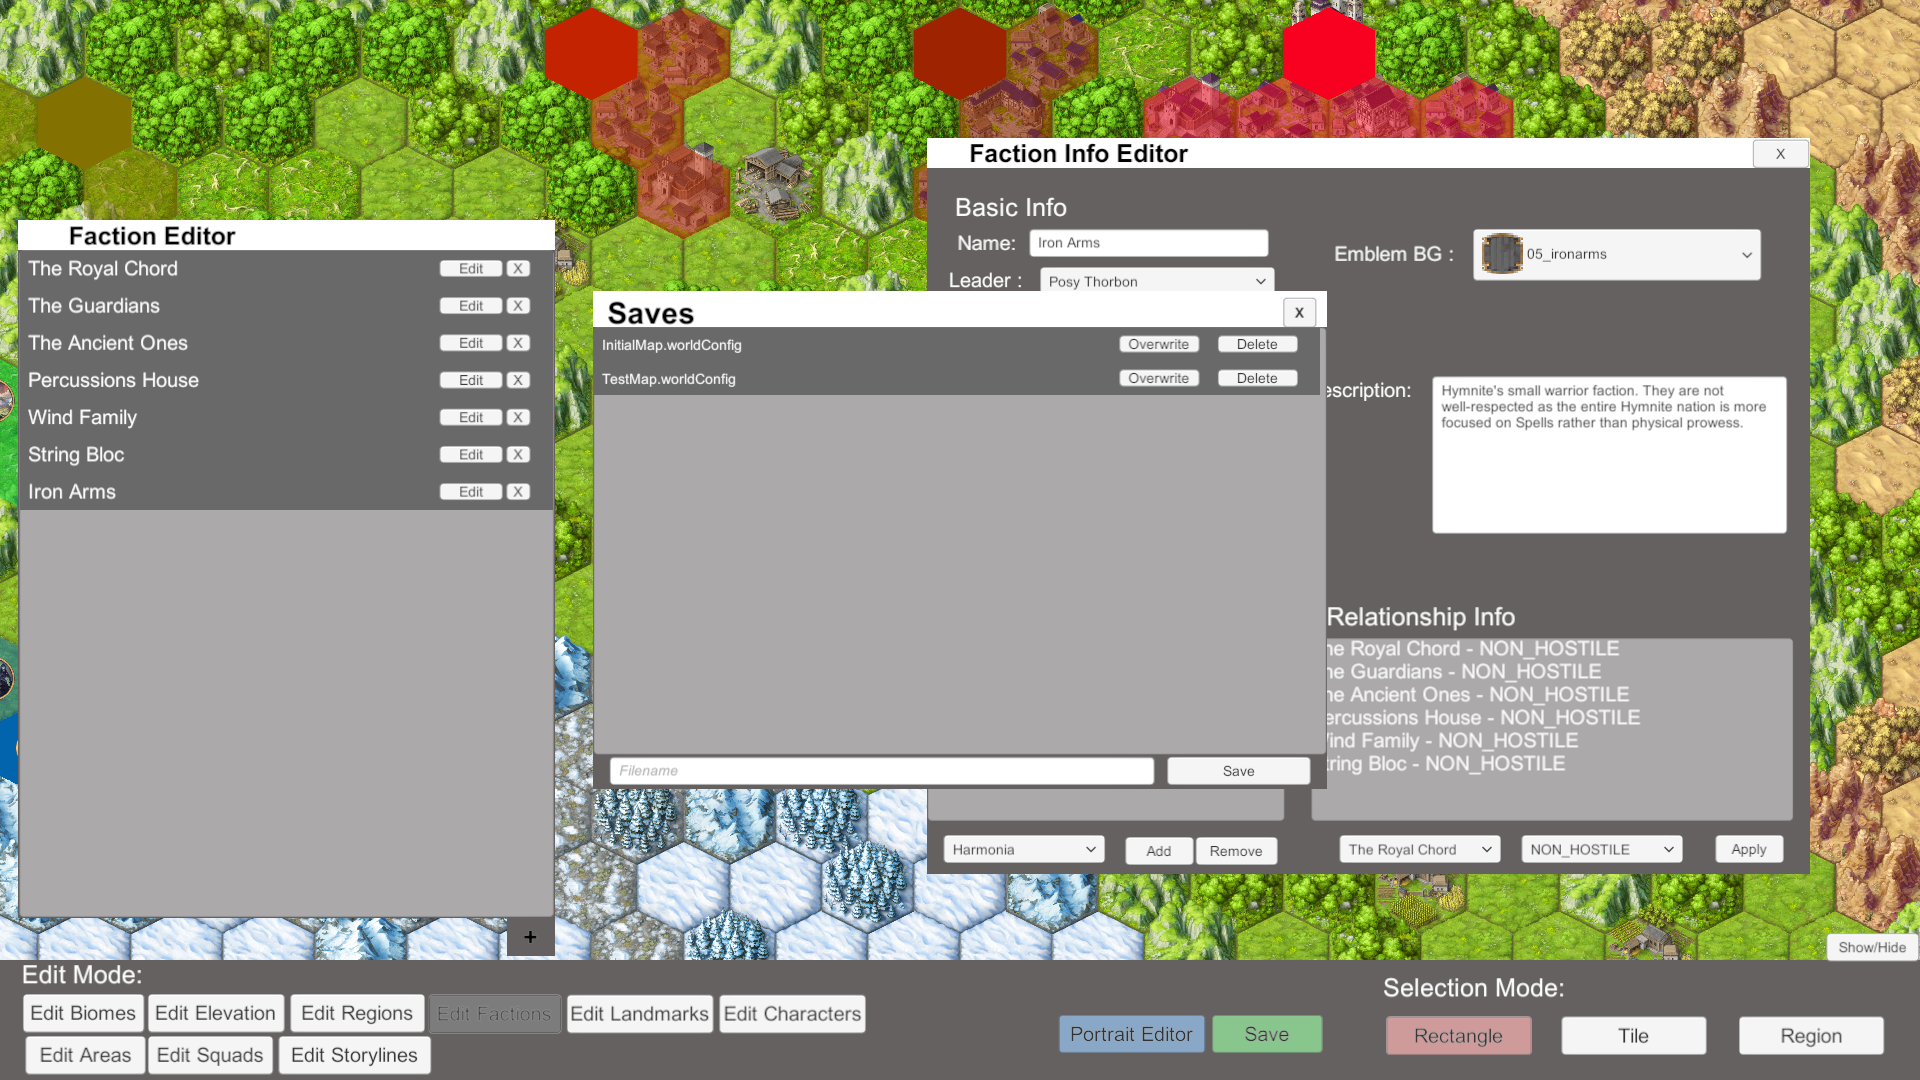 Faction Info Editor
X
Basic Info
Name:
Iron Arms
Emblem BG :
05_ironarms
Leader :
Posy Thorbon
Faction Editor
The Royal Chord
Edit
X
The Guardians
Edit
X
The Ancient Ones
Edit
X
Percussions House
Edit
X
Wind Family
Edit
X
String Bloc
Edit
X
Iron Arms
Edit
X
+
Saves
X
InitialMap.worldConfig
Overwrite
Delete
TestMap.worldConfig
Overwrite
Delete
Filename
Save
escription:
Hymnite's small warrior faction. They are not
well-respected as the entire Hymnite nation is more
focused on Spells rather than physical prowess.
Relationship Info
he Royal Chord - NON_HOSTILE
he Guardians - NON_HOSTILE
he Ancient Ones - NON_HOSTILE
ercussions House - NON_HOSTILE
ind Family - NON_HOSTILE
tring Bloc - NON_HOSTILE
Harmonia
Add
Remove
The Royal Chord
NON_HOSTILE
Apply
Show/Hide
Edit Mode:
Edit Biomes
Edit Elevation
Edit Regions
Edit Factions
Edit Landmarks
Edit Characters
Edit Areas
Edit Squads
Edit Storylines
Portrait Editor
Save
Selection Mode:
Rectangle
Tile
Region